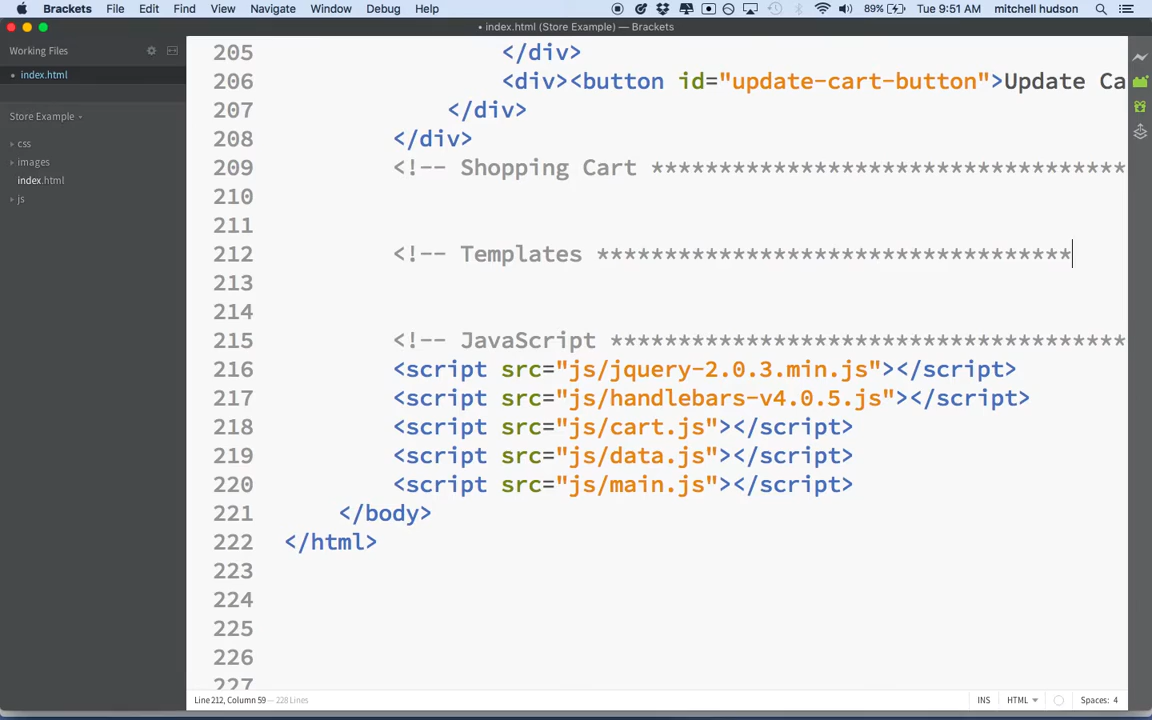 Brackets File Edit Find View Navigate Window Debug Help 89% Tue 9:51 AM mitchell hudson
• index.html (Store Example) — Brackets
Working Files
• index.html
Store Example
css
images
index.html
js
205 </div>
206 <div><button id="update-cart-button">Update Ca
207 </div>
208 </div>
209 <!-- Shopping Cart ***********************************
210
211
212 <!-- Templates ***********************************
213
214
215 <!-- JavaScript **************************************
216 <script src="js/jquery-2.0.3.min.js"></script>
217 <script src="js/handlebars-v4.0.5.js"></script>
218 <script src="js/cart.js"></script>
219 <script src="js/data.js"></script>
220 <script src="js/main.js"></script>
221 </body>
222 </html>
223
224
225
226
227
Line 212, Column 59 — 228 Lines INS HTML Spaces: 4